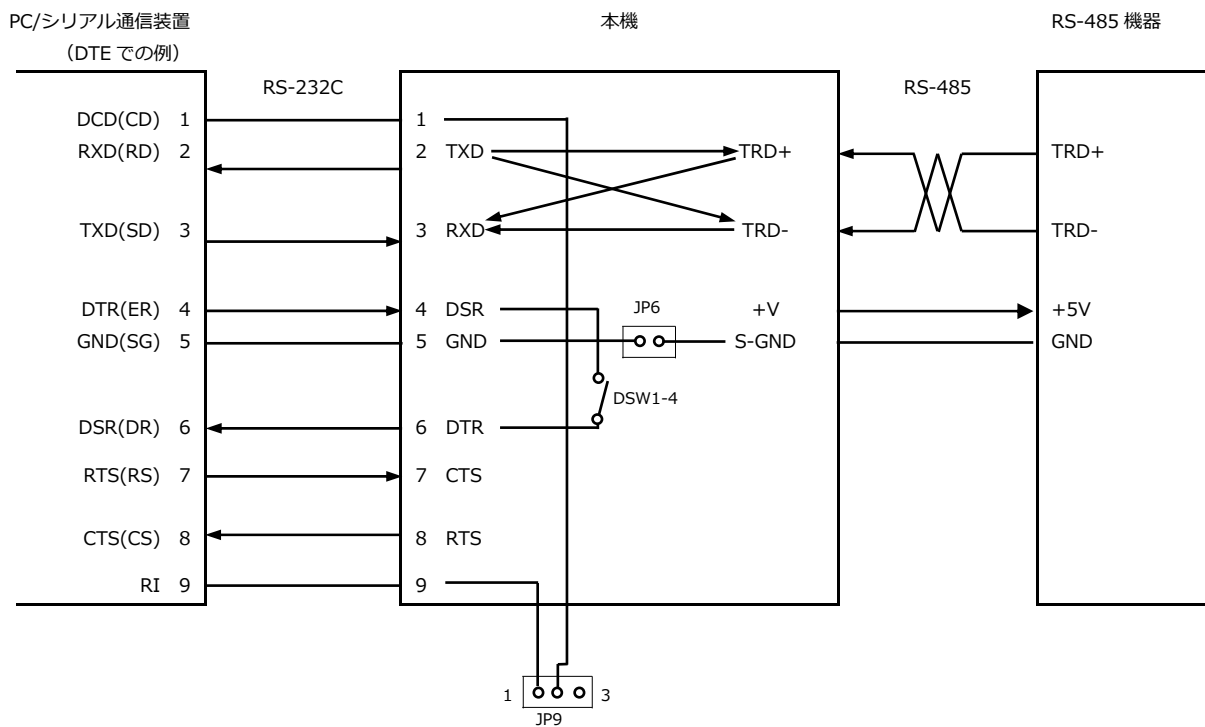 PC/シリアル通信装置 本機 RS-485 機器
(DTE での例)
RS-232C RS-485
DCD(CD) 1 1
RXD(RD) 2 2 TXD TRD+ TRD+
TXD(SD) 3 3 RXD TRD- TRD-
JP6
DTR(ER) 4 4 DSR +V +5V
GND(SG) 5 5 GND S-GND GND
DSW1-4
DSR(DR) 6 6 DTR
RTS(RS) 7 7 CTS
CTS(CS) 8 8 RTS
RI 9 9
1 3
JP9